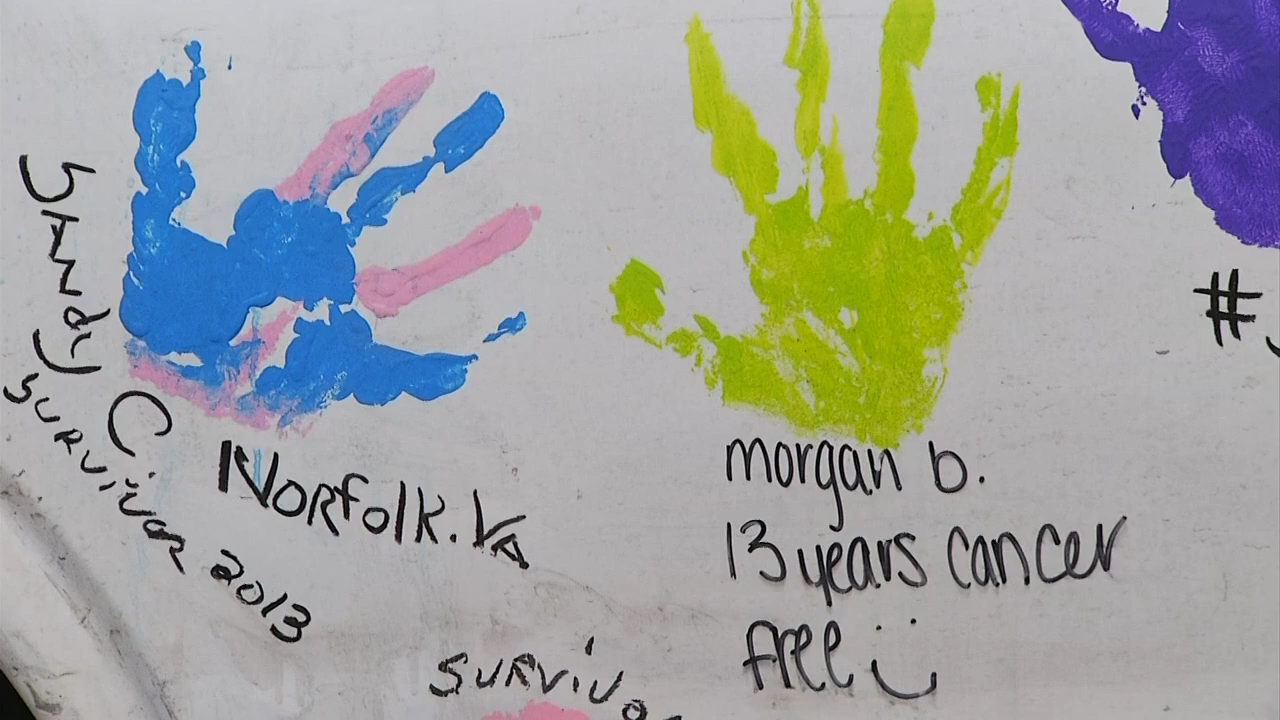 Sandy C
Survivor 2013
Norfolk. Va
morgan b.
13 years cancer
free
#
Survivo